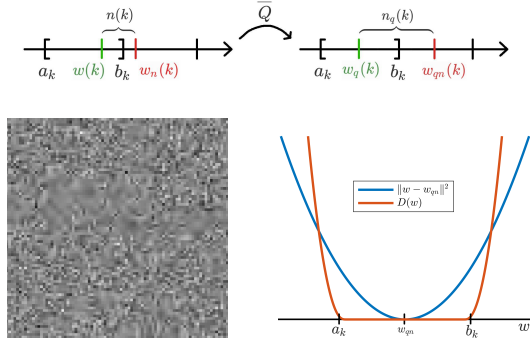 n(k)
Q̅
n_q(k)
a_k w(k) b_k w_n(k)
a_k w_q(k) b_k w_qn(k)
‖w − w_qn‖²
D(w)
a_k w_qn b_k w